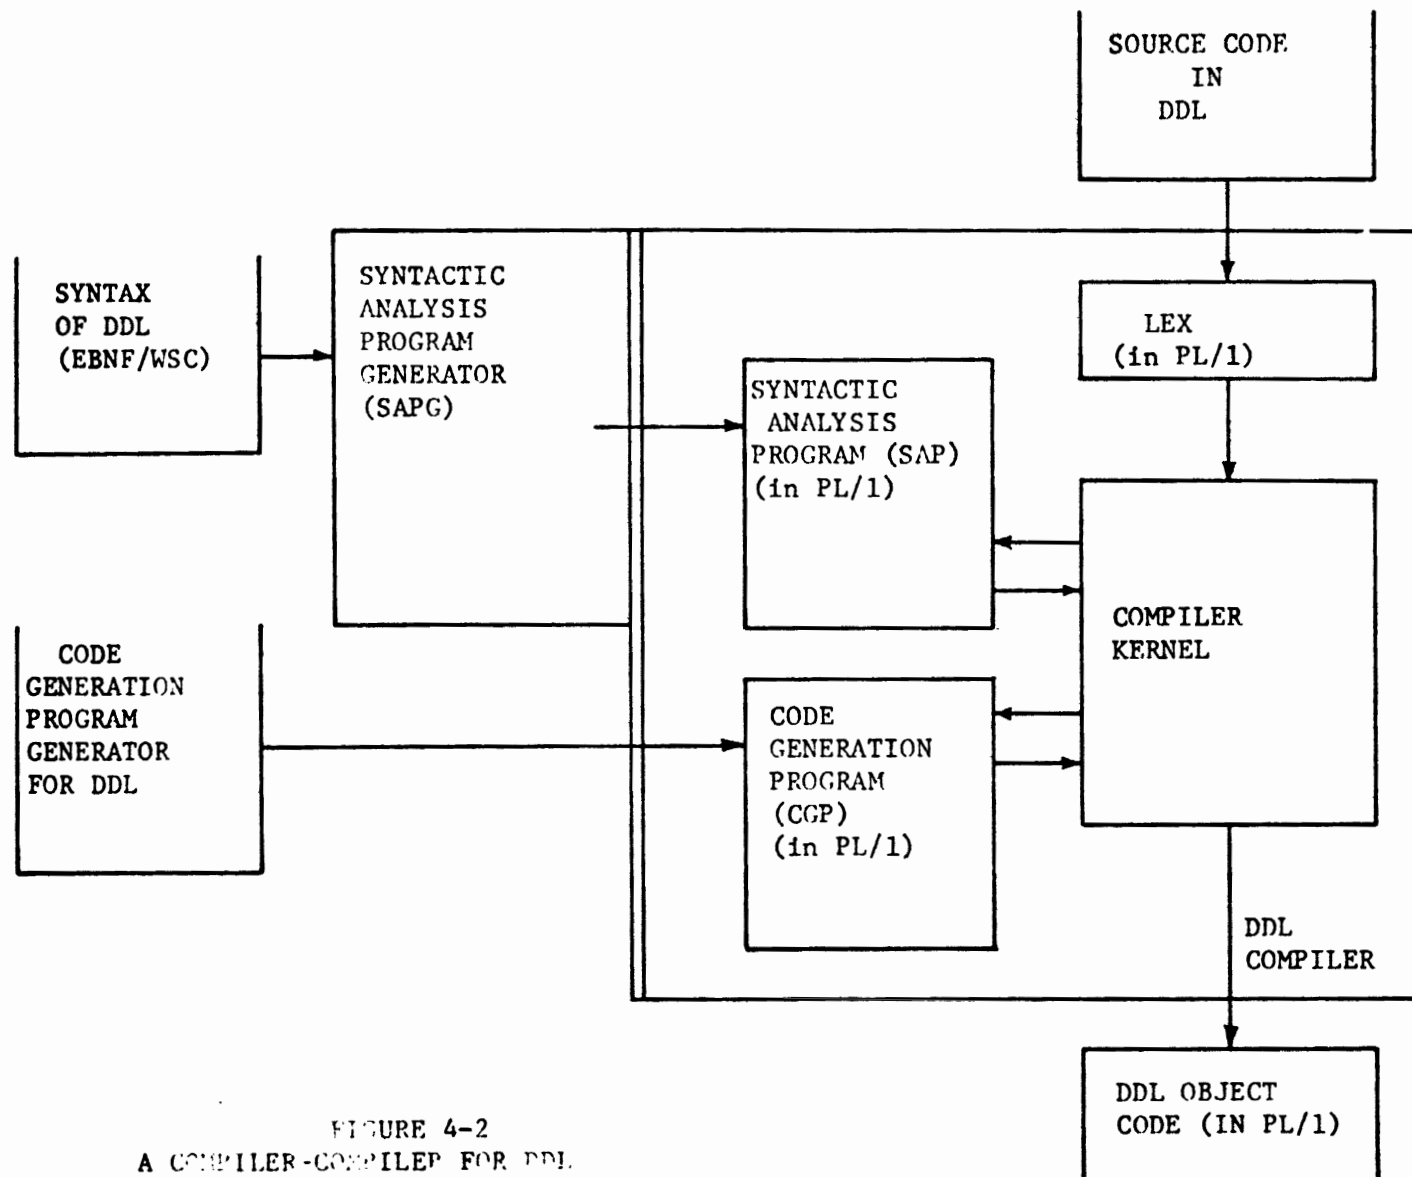 SOURCE CODE
IN
DDL
SYNTAX
OF DDL
(EBNF/WSC)
SYNTACTIC
ANALYSIS
PROGRAM
GENERATOR
(SAPG)
LEX
(in PL/1)
SYNTACTIC
ANALYSIS
PROGRAM (SAP)
(in PL/1)
COMPILER
KERNEL
CODE
GENERATION
PROGRAM
GENERATOR
FOR DDL
CODE
GENERATION
PROGRAM
(CGP)
(in PL/1)
DDL
COMPILER
DDL OBJECT
CODE (IN PL/1)
FIGURE 4-2
A COMPILER-COMPILER FOR DDL